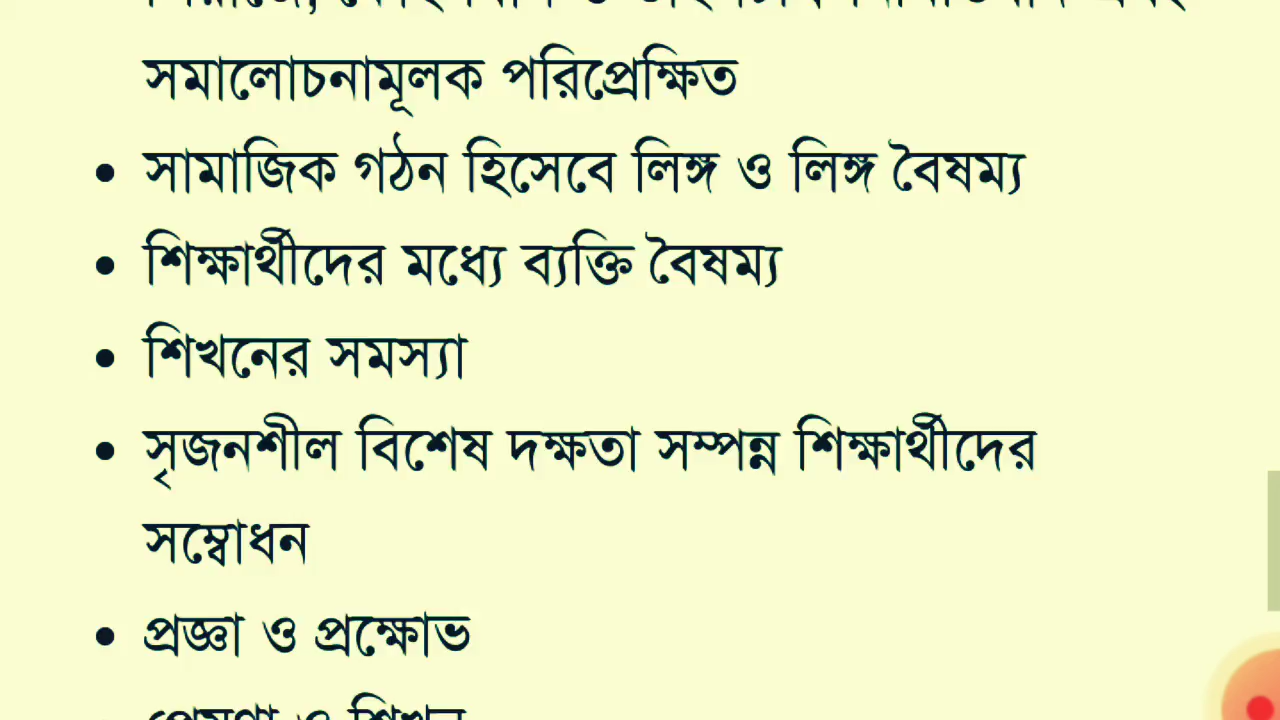 সমালোচনামূলক পরিপ্রেক্ষিত
• সামাজিক গঠন হিসেবে লিঙ্গ ও লিঙ্গ বৈষম্য
• শিক্ষার্থীদের মধ্যে ব্যক্তি বৈষম্য
• শিখনের সমস্যা
• সৃজনশীল বিশেষ দক্ষতা সম্পন্ন শিক্ষার্থীদের
সম্বোধন
• প্রজ্ঞা ও প্রক্ষোভ